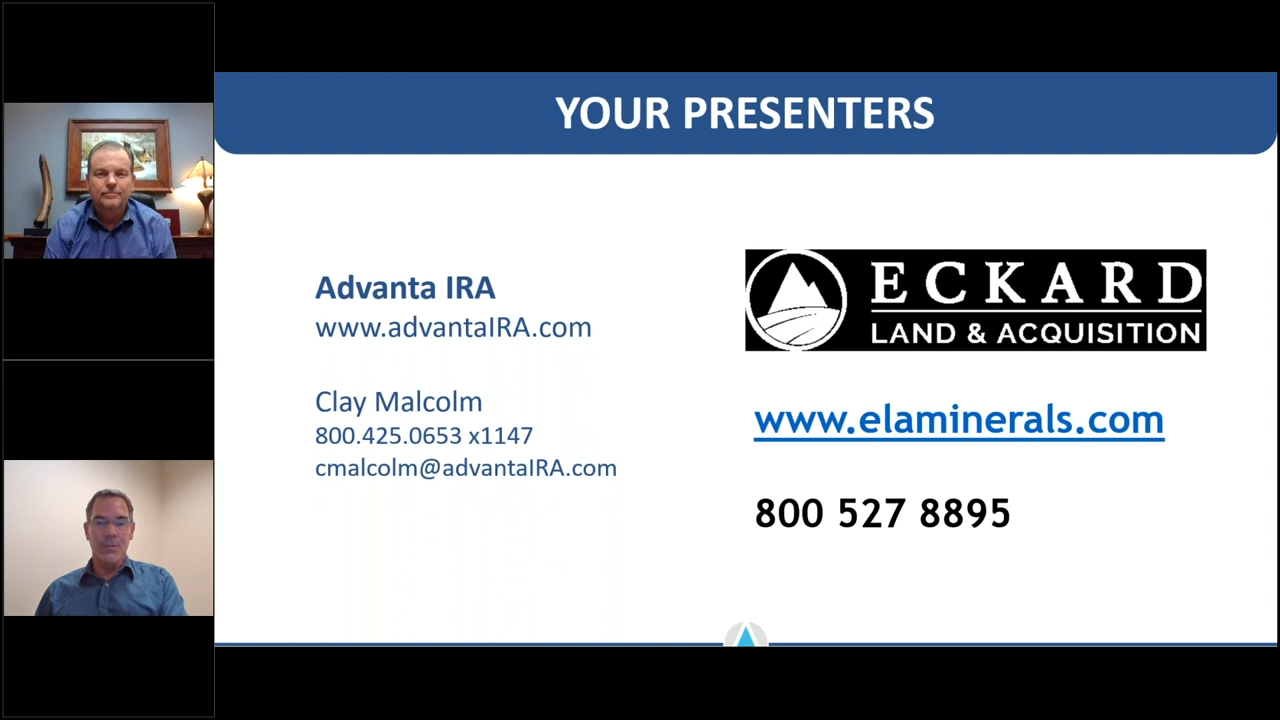 YOUR PRESENTERS
Advanta IRA
www.advantaIRA.com
Clay Malcolm
800.425.0653 x1147
cmalcolm@advantaIRA.com
ECKARD
LAND & ACQUISITION
www.elaminerals.com
800 527 8895